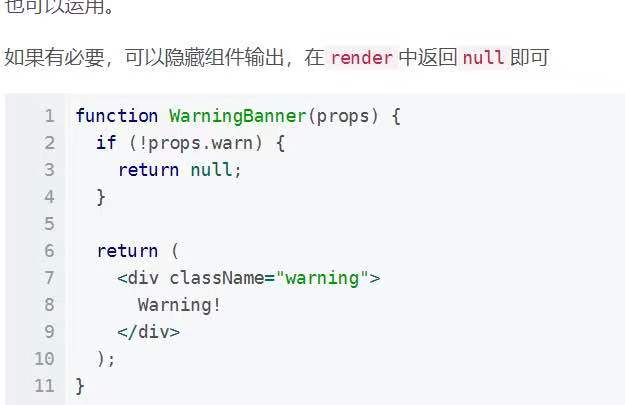 也可以运用。
如果有必要，可以隐藏组件输出，在 render 中返回 null 即可
1 function WarningBanner(props) {
2   if (!props.warn) {
3     return null;
4   }
5
6   return (
7     <div className="warning">
8       Warning!
9     </div>
10   );
11 }